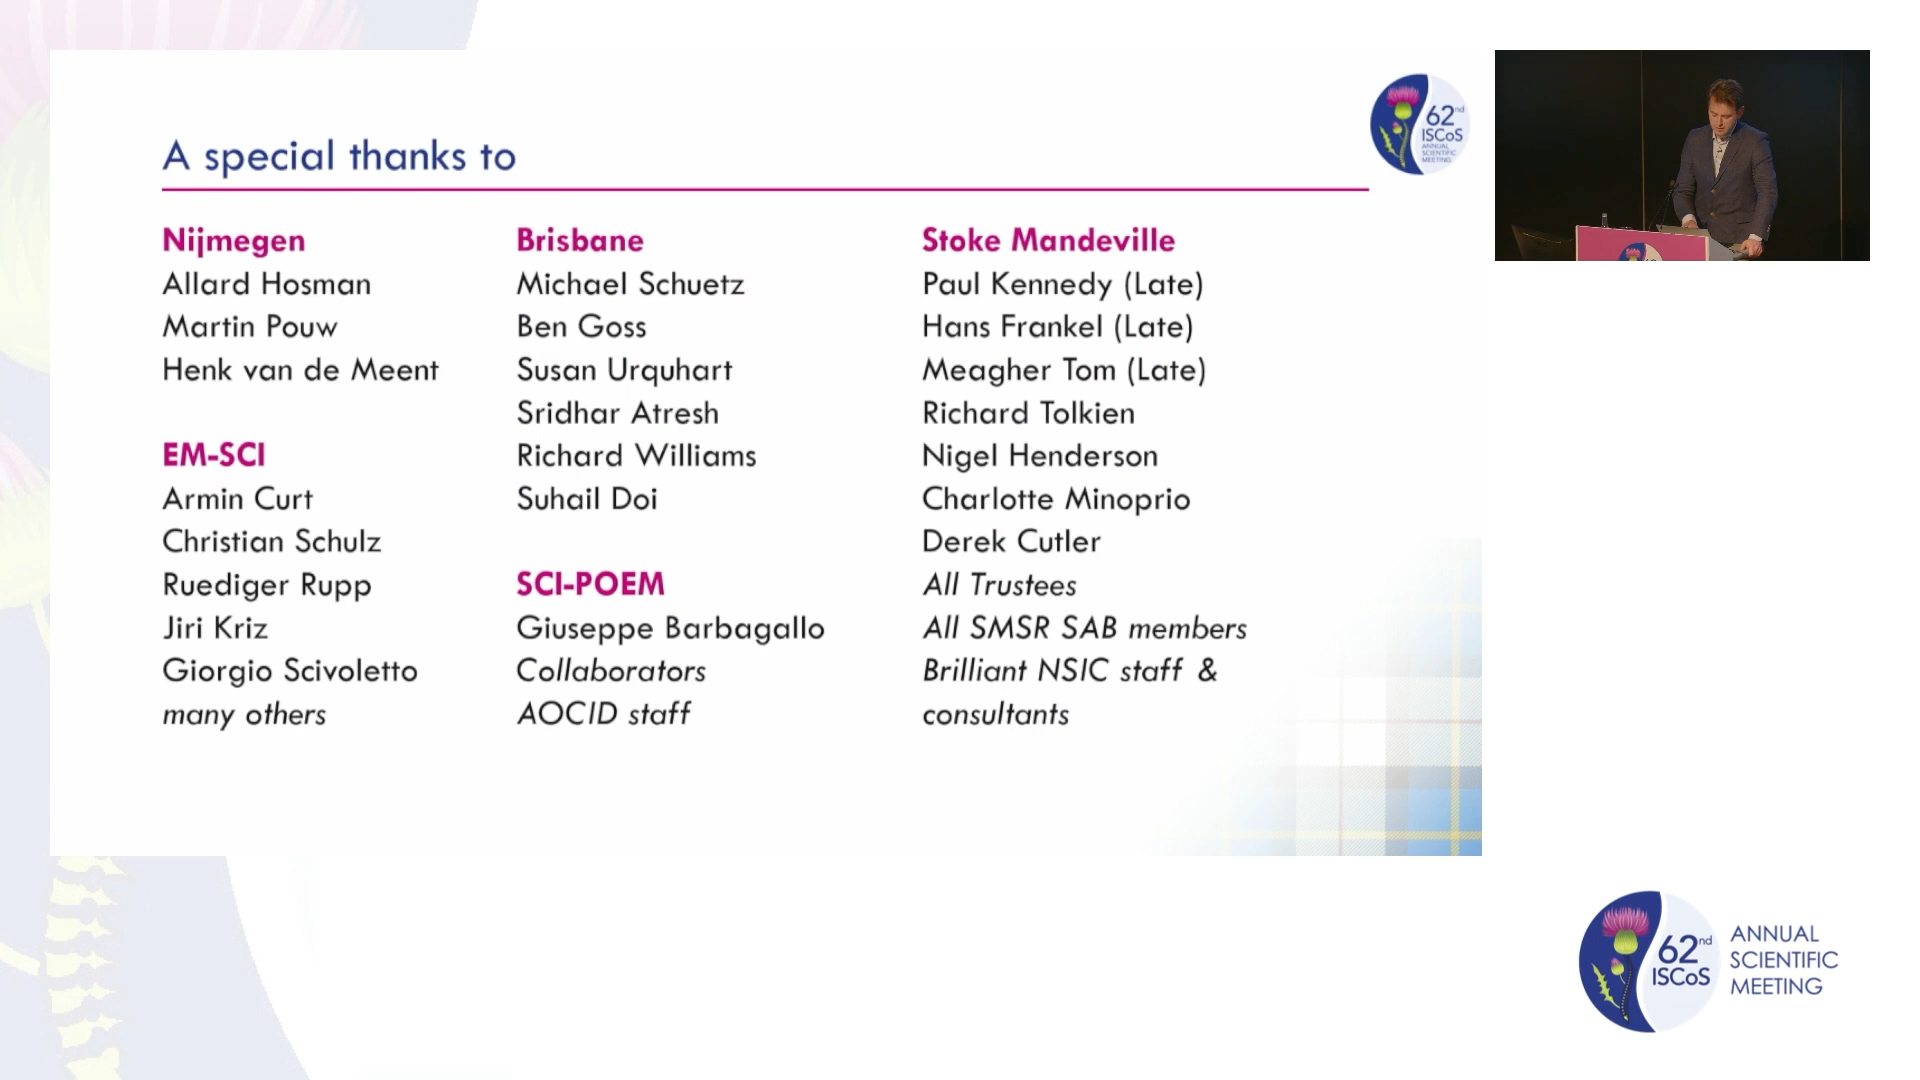 A special thanks to
62nd
ISCoS
ANNUAL
SCIENTIFIC
MEETING
Nijmegen
Allard Hosman
Martin Pouw
Henk van de Meent
EM-SCI
Armin Curt
Christian Schulz
Ruediger Rupp
Jiri Kriz
Giorgio Scivoletto
many others
Brisbane
Michael Schuetz
Ben Goss
Susan Urquhart
Sridhar Atresh
Richard Williams
Suhail Doi
SCI-POEM
Giuseppe Barbagallo
Collaborators
AOCID staff
Stoke Mandeville
Paul Kennedy (Late)
Hans Frankel (Late)
Meagher Tom (Late)
Richard Tolkien
Nigel Henderson
Charlotte Minoprio
Derek Cutler
All Trustees
All SMSR SAB members
Brilliant NSIC staff &
consultants
62nd
ISCoS
ANNUAL
SCIENTIFIC
MEETING